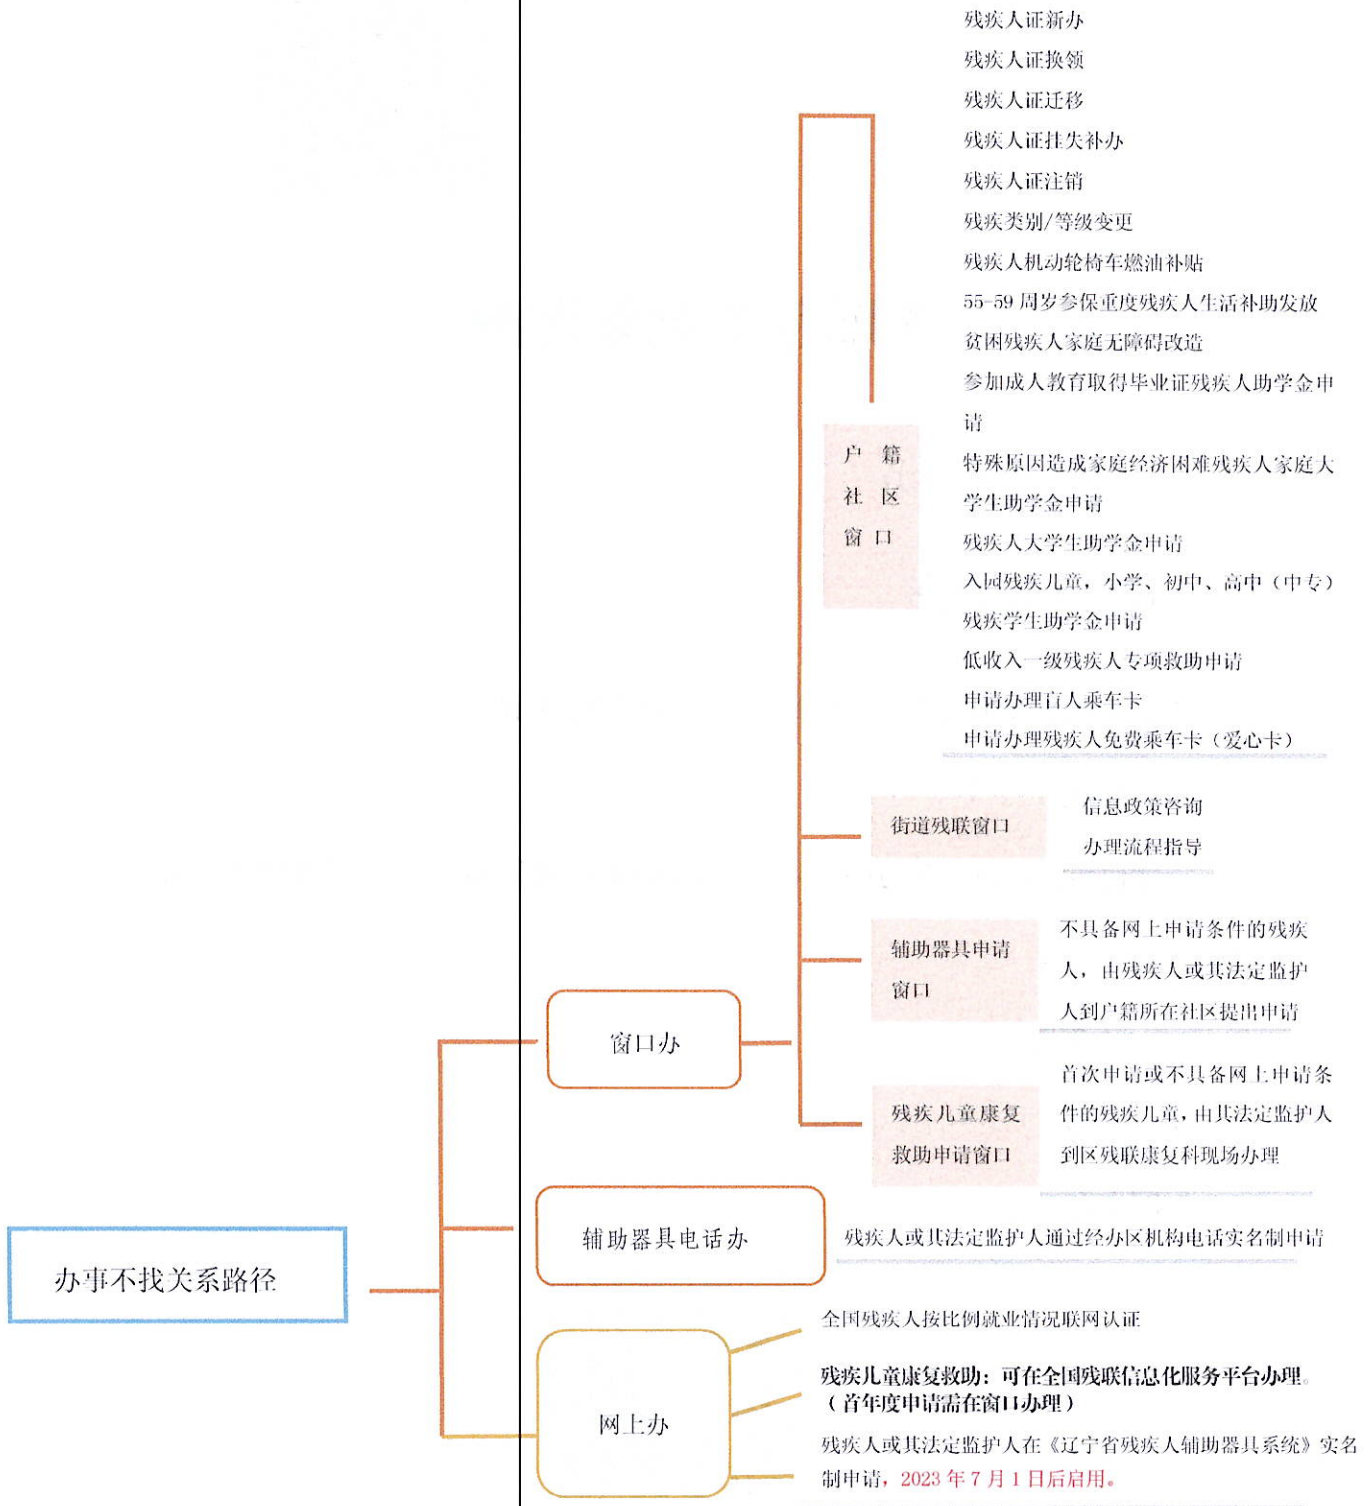 残疾人证新办
残疾人证换领
残疾人证迁移
残疾人证挂失补办
残疾人证注销
残疾类别/等级变更
残疾人机动轮椅车燃油补贴
55-59 周岁参保重度残疾人生活补助发放
贫困残疾人家庭无障碍改造
参加成人教育取得毕业证残疾人助学金申
请
特殊原因造成家庭经济困难残疾人家庭大
学生助学金申请
残疾人大学生助学金申请
入园残疾儿童，小学、初中、高中（中专）
残疾学生助学金申请
低收入一级残疾人专项救助申请
申请办理盲人乘车卡
申请办理残疾人免费乘车卡（爱心卡）
户 籍
社 区
窗 口
街道残联窗口
信息政策咨询
办理流程指导
辅助器具申请
窗口
不具备网上申请条件的残疾
人，由残疾人或其法定监护
人到户籍所在社区提出申请
窗口办
残疾儿童康复
救助申请窗口
首次申请或不具备网上申请条
件的残疾儿童，由其法定监护人
到区残联康复科现场办理
辅助器具电话办
残疾人或其法定监护人通过经办区机构电话实名制申请
办事不找关系路径
网上办
全国残疾人按比例就业情况联网认证
残疾儿童康复救助：可在全国残联信息化服务平台办理。
（首年度申请需在窗口办理）
残疾人或其法定监护人在《辽宁省残疾人辅助器具系统》实名
制申请，2023 年 7 月 1 日后启用。